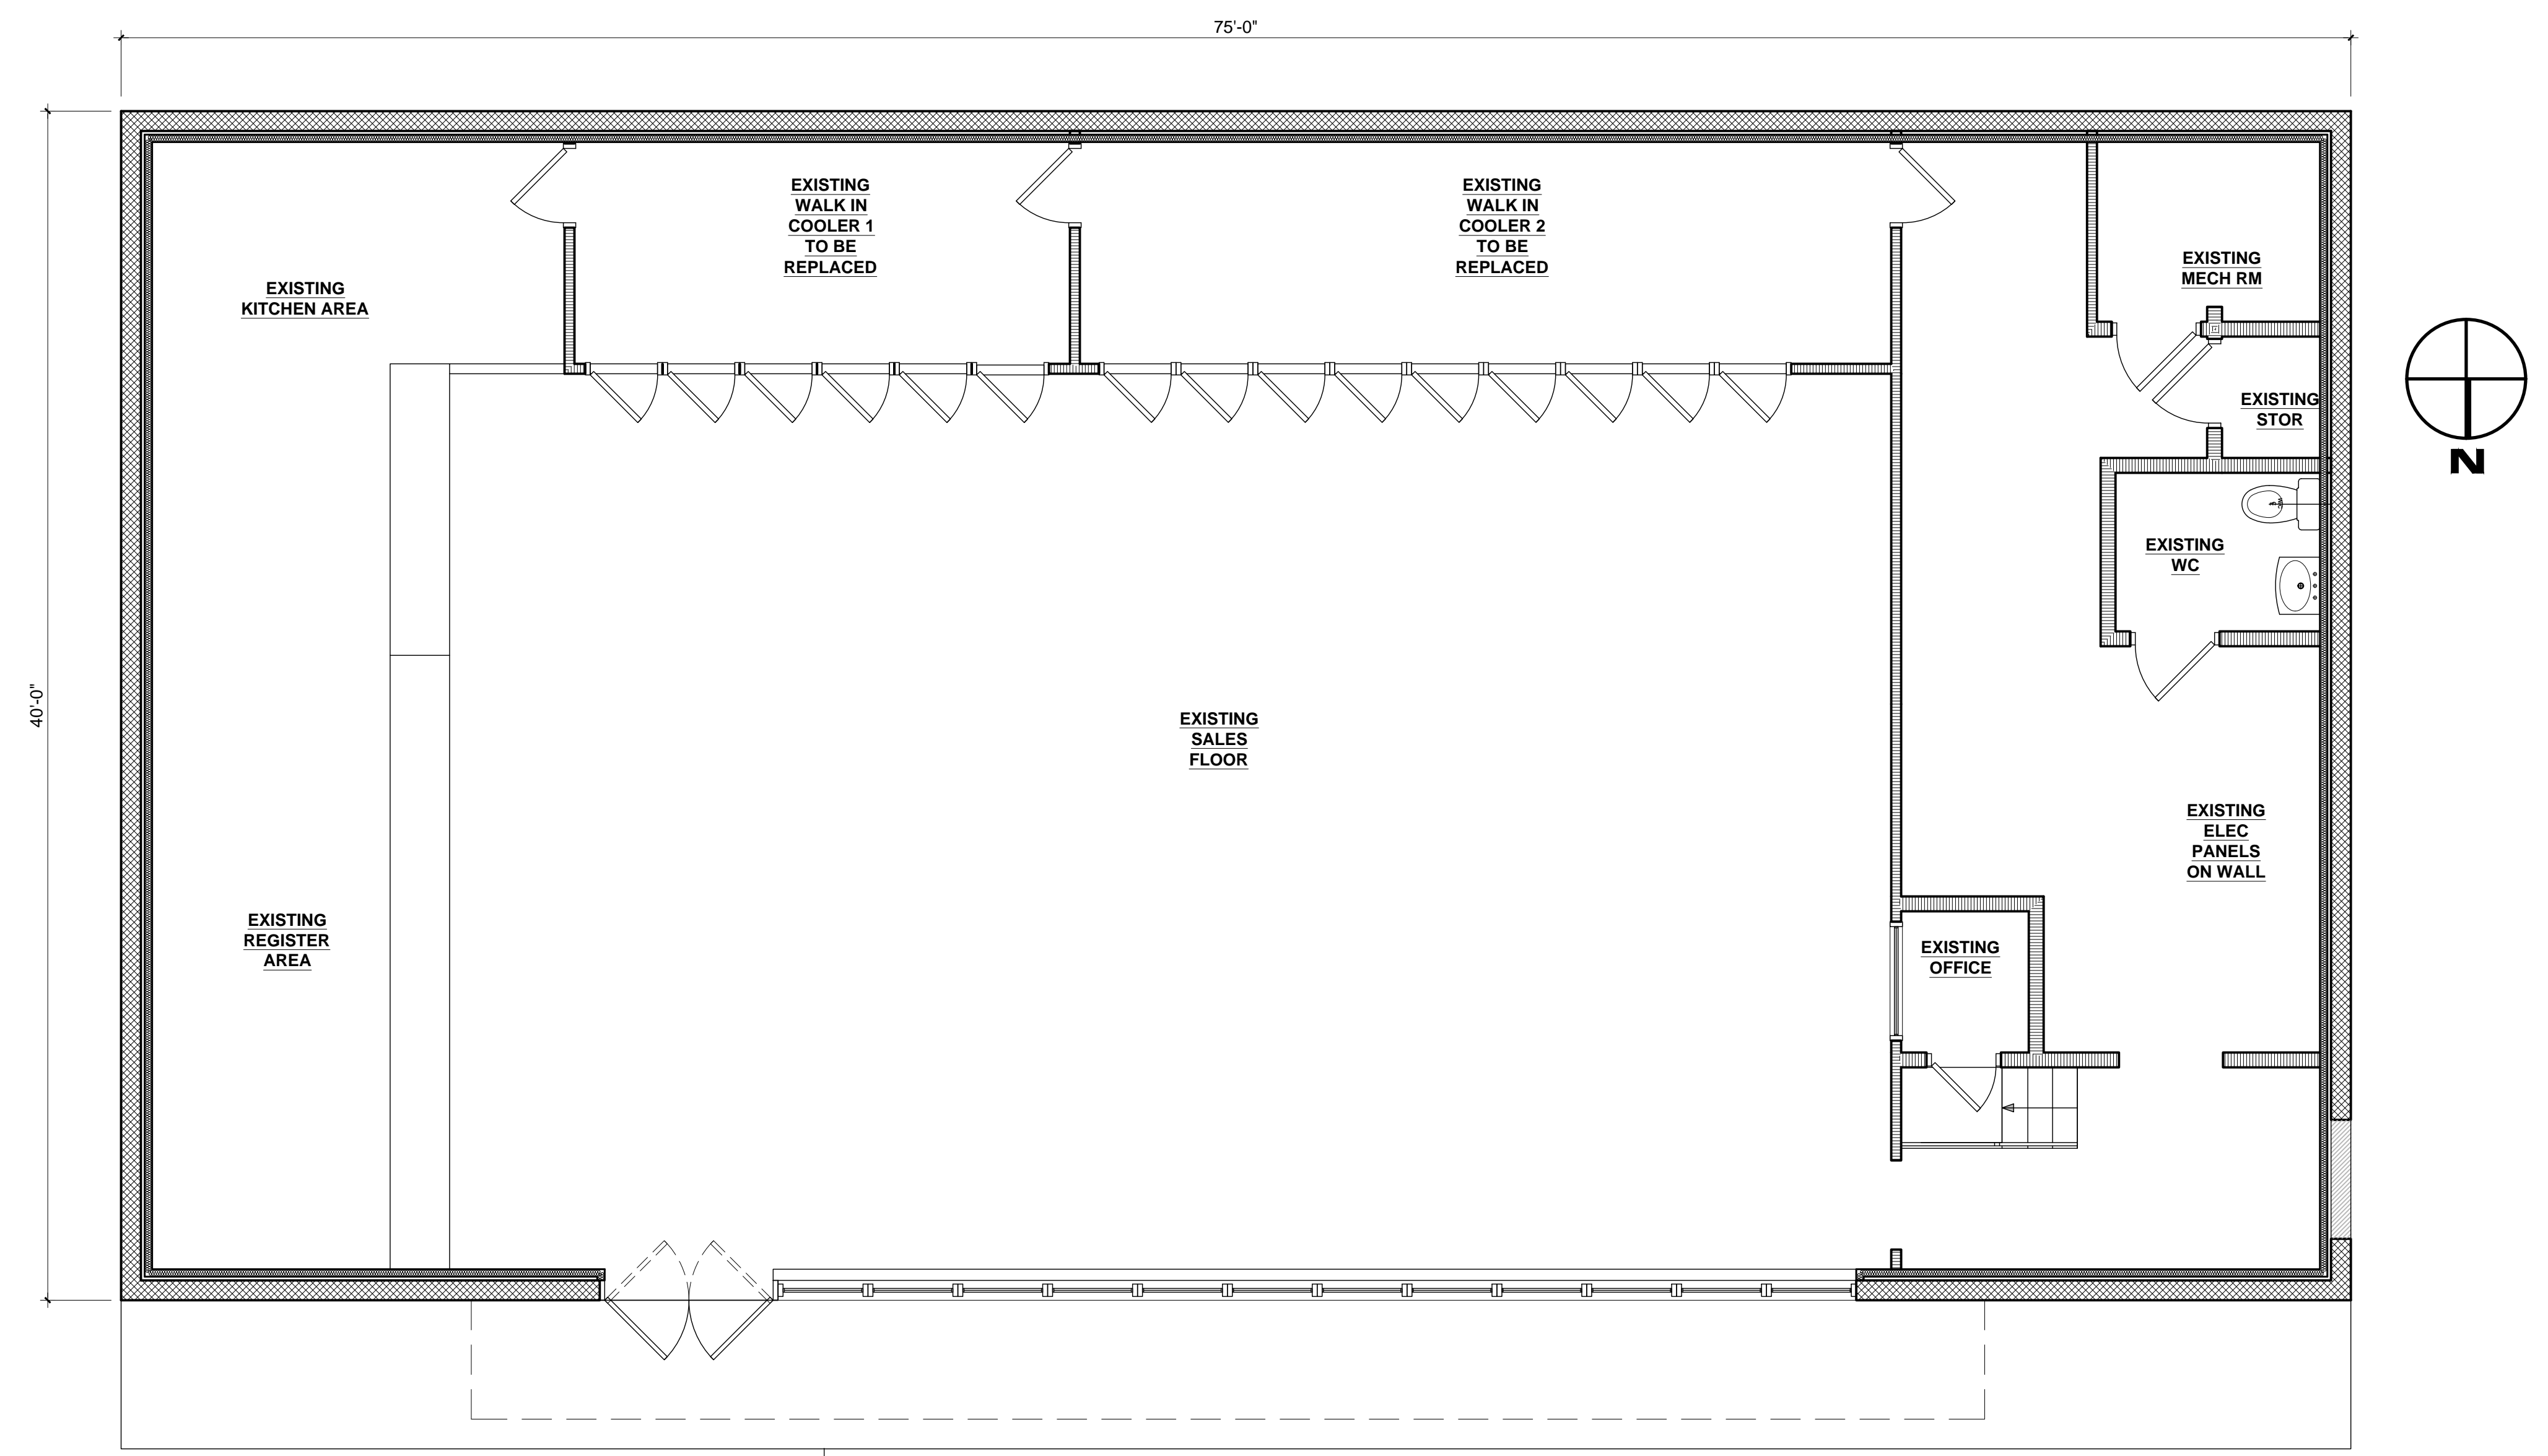 75'-0"
EXISTING
WALK IN
COOLER 1
TO BE
REPLACED
EXISTING
WALK IN
COOLER 2
TO BE
REPLACED
EXISTING
MECH RM
EXISTING
KITCHEN AREA
EXISTING
STOR
N
EXISTING
WC
40'-0"
EXISTING
SALES
FLOOR
EXISTING
ELEC
PANELS
ON WALL
EXISTING
REGISTER
AREA
EXISTING
OFFICE